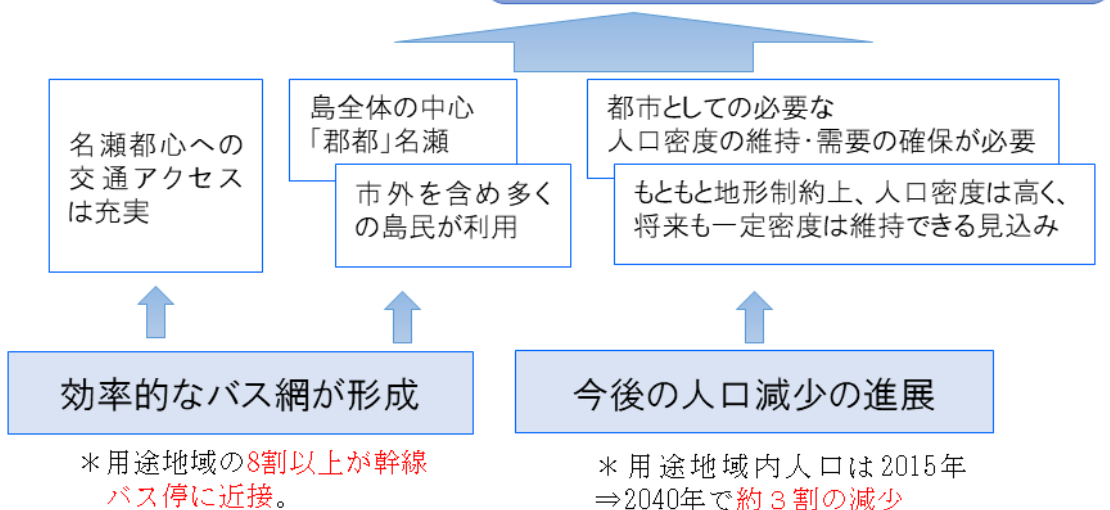 名瀬都心への
交通アクセス
は充実
島全体の中心
「郡都」名瀬
市外を含め多く
の島民が利用
都市としての必要な
人口密度の維持・需要の確保が必要
もともと地形制約上、人口密度は高く、
将来も一定密度は維持できる見込み
効率的なバス網が形成
＊用途地域の8割以上が幹線
バス停に近接。
今後の人口減少の進展
＊用途地域内人口は2015年
⇒2040年で約３割の減少